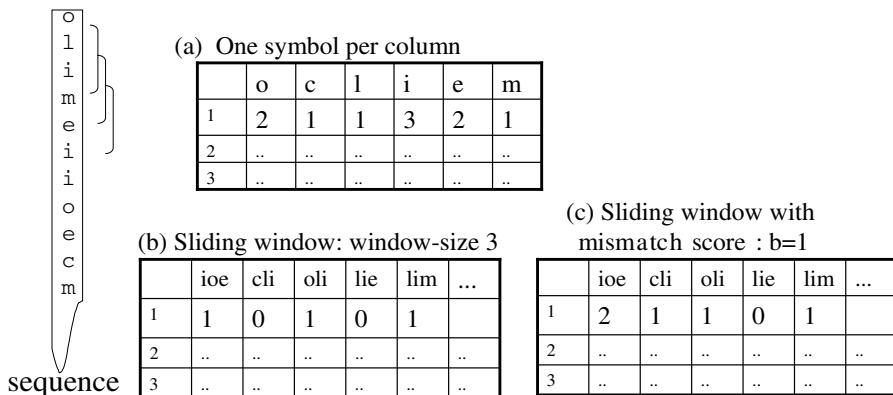 o
l
i
m
e
i
i
o
e
c
m
sequence
(a) One symbol per column
o c l i e m
1 2 1 1 3 2 1
2 .. .. .. .. .. ..
3 .. .. .. .. .. ..
(b) Sliding window: window-size 3
ioe cli oli lie lim ...
1 1 0 1 0 1
2 .. .. .. .. .. ..
3 .. .. .. .. .. ..
(c) Sliding window with
mismatch score : b=1
ioe cli oli lie lim ...
1 2 1 1 0 1
2 .. .. .. .. .. ..
3 .. .. .. .. .. ..